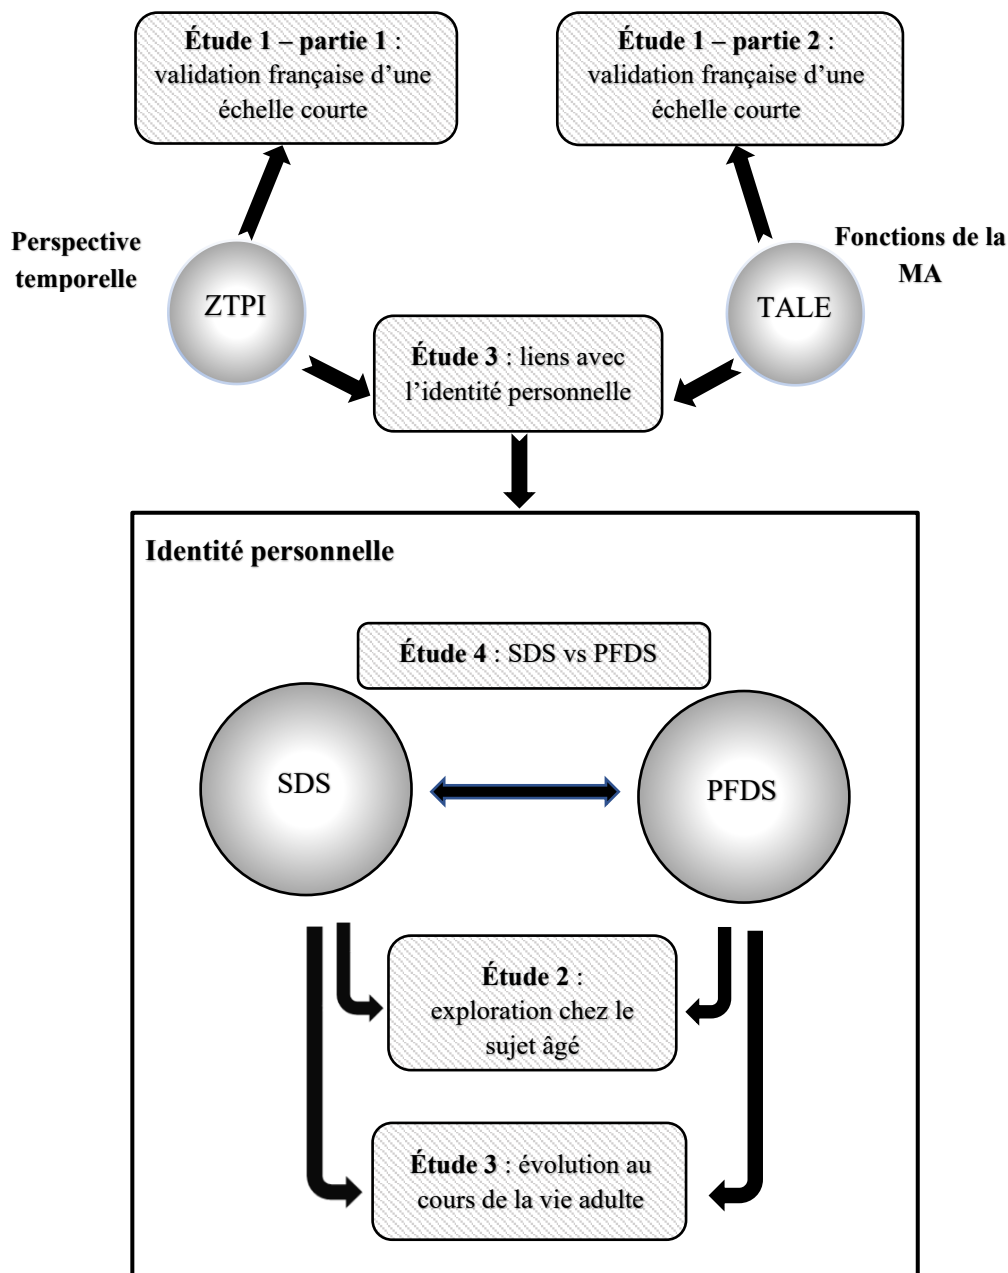 Étude 1 – partie 1 :
validation française d’une
échelle courte
Étude 1 – partie 2 :
validation française d’une
échelle courte
Perspective
temporelle
ZTPI
TALE
Fonctions de la
MA
Étude 3 : liens avec
l’identité personnelle
Identité personnelle
Étude 4 : SDS vs PFDS
SDS
PFDS
Étude 2 :
exploration chez le
sujet âgé
Étude 3 : évolution au
cours de la vie adulte